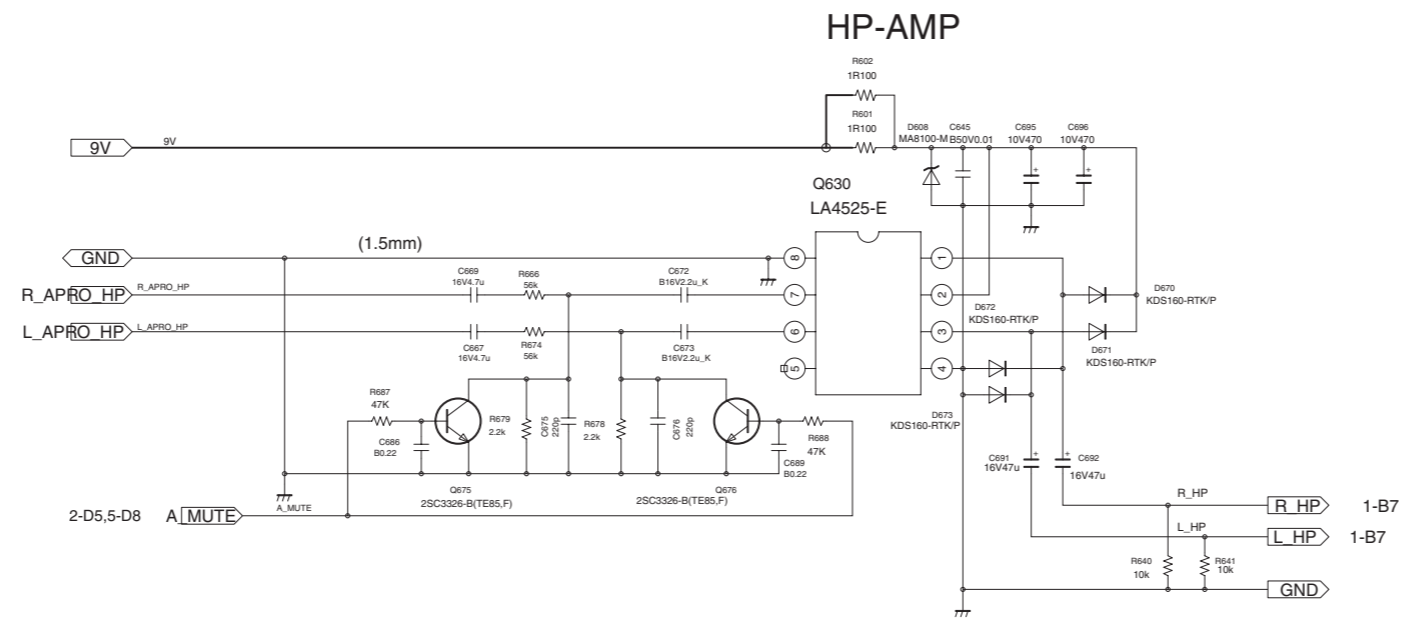 HP-AMP
R602
1R100
R601
1R100
D608
MA8100-M
C645
B50V0.01
C695
10V470
C696
10V470
9V
9V
+
+
Q630
LA4525-E
(1.5mm)
GND
8
1
R_APRO_HP
R_APRO_HP
C669
16V4.7u
R666
56k
C672
B16V2.2u_K
7
2
D670
KDS160-RTK/P
D672
KDS160-RTK/P
L_APRO_HP
L_APRO_HP
C667
16V4.7u
R674
56k
C673
B16V2.2u_K
6
3
D671
KDS160-RTK/P
5
4
R687
47K
C686
B0.22
R679
2.2k
C675
220p
R678
2.2k
C676
220p
R688
47K
C689
B0.22
D673
KDS160-RTK/P
C691
16V47u
+
+
C692
16V47u
Q675
2SC3326-B(TE85,F)
Q676
2SC3326-B(TE85,F)
A_MUTE
2-D5,5-D8
A_MUTE
R_HP
R_HP
1-B7
L_HP
L_HP
1-B7
R640
10k
R641
10k
GND